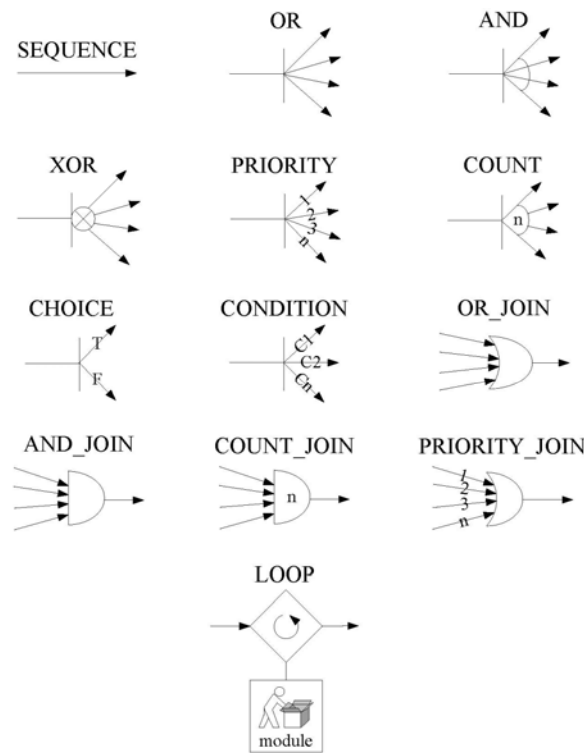 SEQUENCE
OR
AND
XOR
PRIORITY
1
2
3
n
COUNT
n
CHOICE
T
F
CONDITION
C1
C2
Cn
OR_JOIN
AND_JOIN
COUNT_JOIN
n
PRIORITY_JOIN
1
2
3
n
LOOP
module